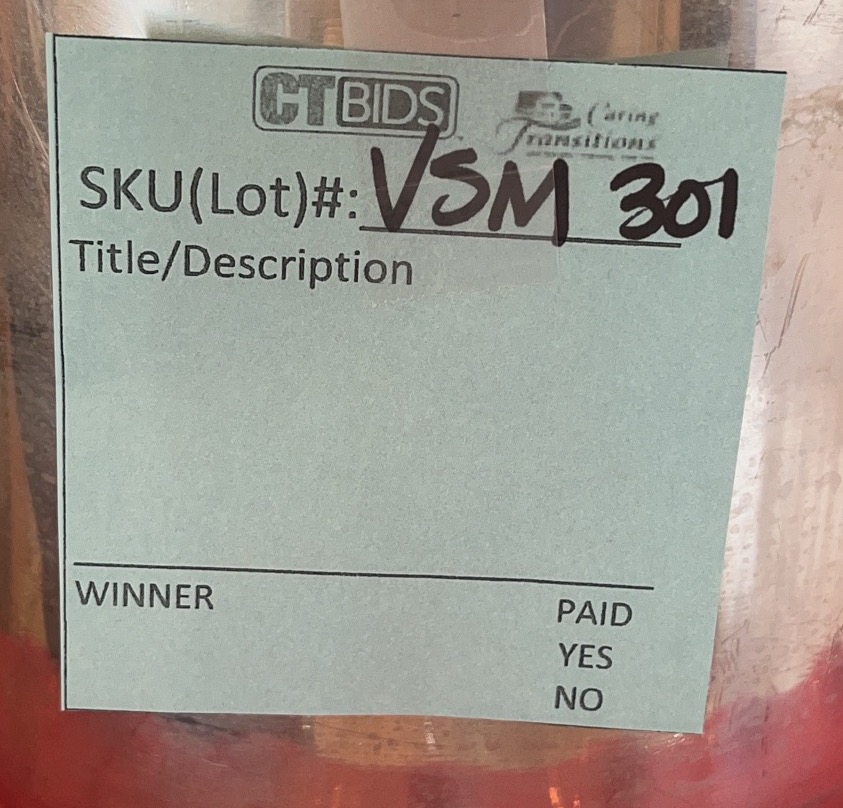 CTBIDS
Caring
Transitions
SKU(Lot)#: VSM 301
Title/Description
WINNER
PAID
YES
NO